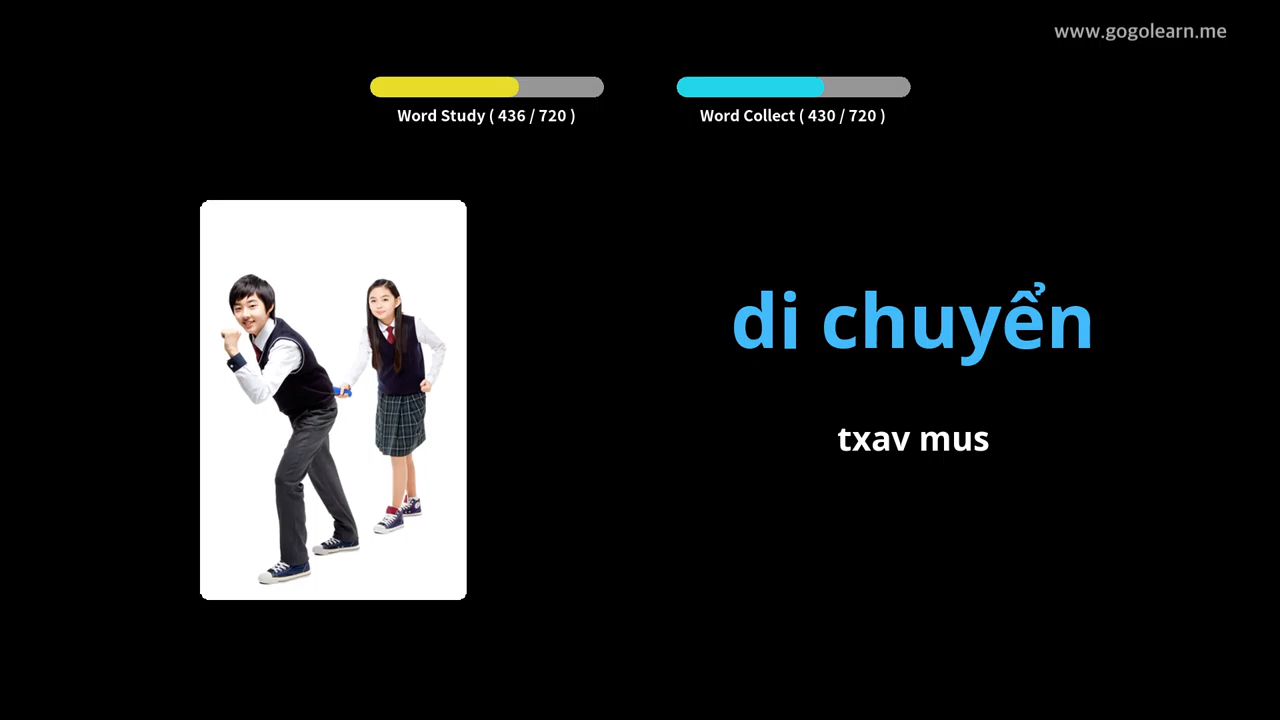 www.gogolearn.me
Word Study ( 436 / 720 )
Word Collect ( 430 / 720 )
di chuyển
txav mus